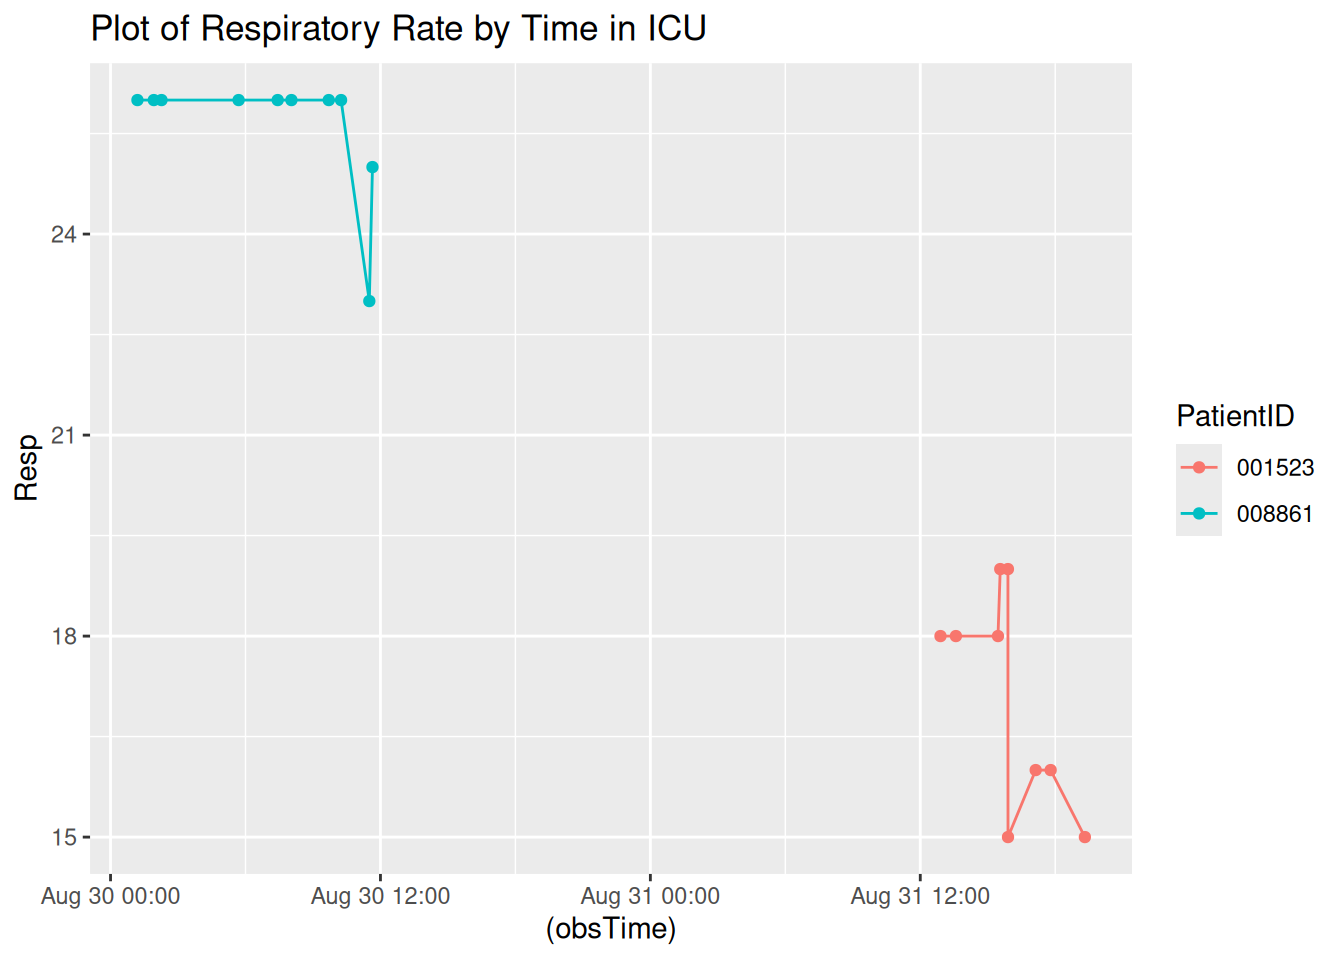 Plot of Respiratory Rate by Time in ICU
Resp
24
21
18
15
Aug 30 00:00
Aug 30 12:00
Aug 31 00:00
Aug 31 12:00
(obsTime)
PatientID
001523
008861